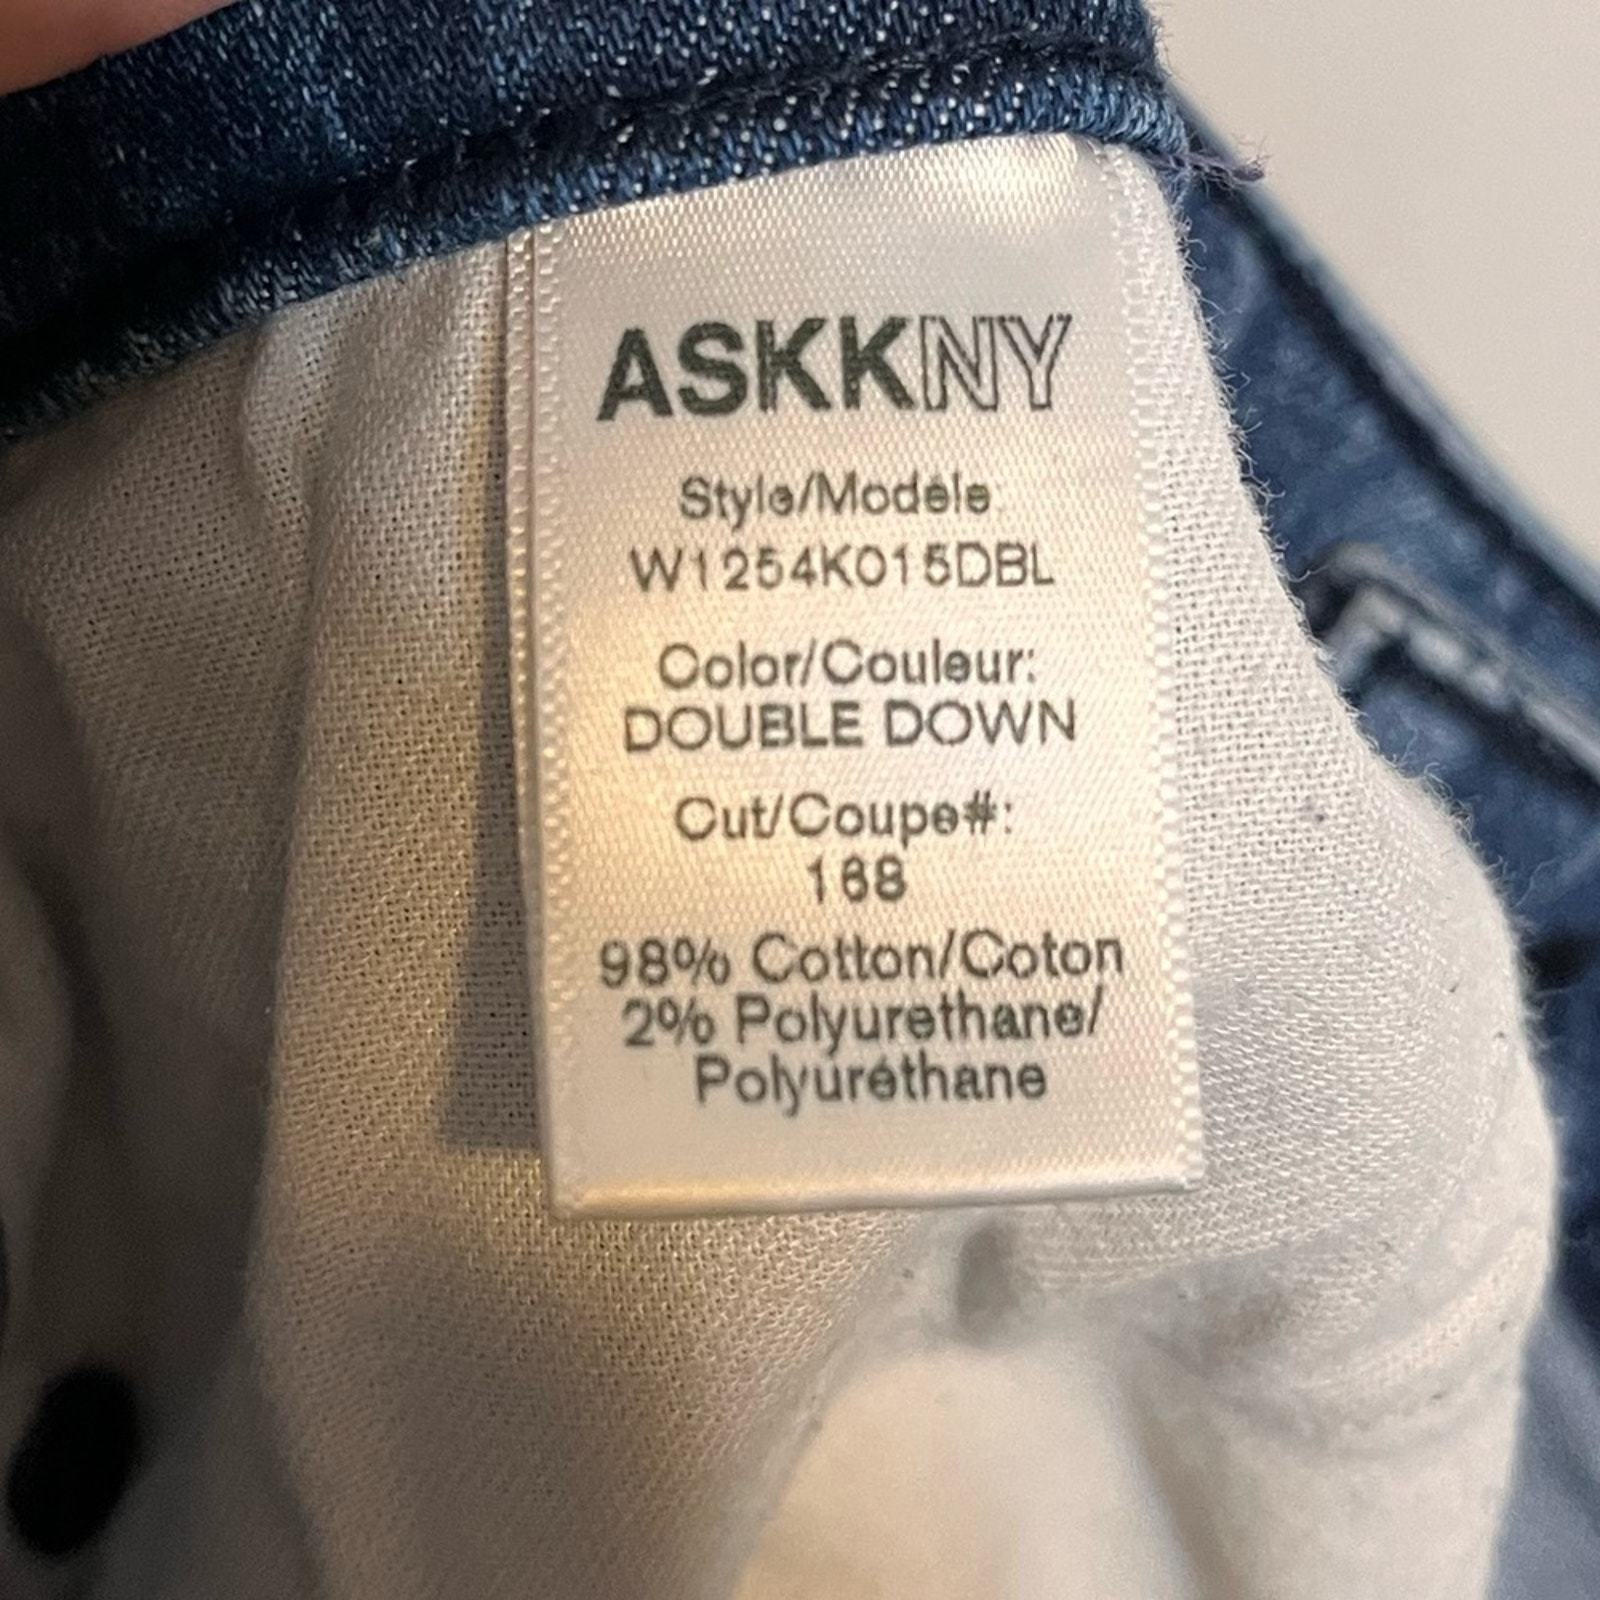 ASKKNY
Style/Modèle
W1254K015DBL
Color/Couleur:
DOUBLE DOWN
Cut/Coupe#:
168
98% Cotton/Coton
2% Polyurethane/
Polyuréthane